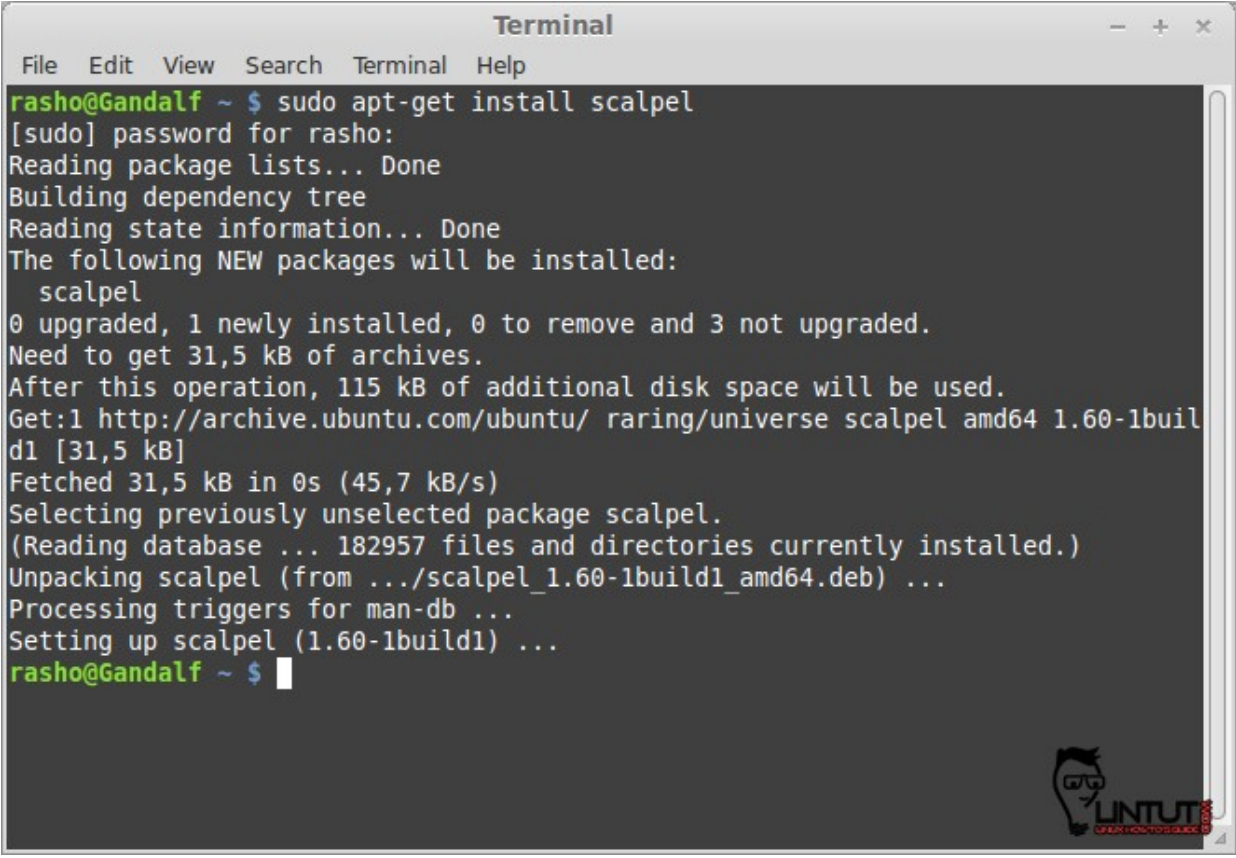 Terminal
File Edit View Search Terminal Help
rasho@Gandalf ~ $ sudo apt-get install scalpel
[sudo] password for rasho:
Reading package lists... Done
Building dependency tree
Reading state information... Done
The following NEW packages will be installed:
  scalpel
0 upgraded, 1 newly installed, 0 to remove and 3 not upgraded.
Need to get 31,5 kB of archives.
After this operation, 115 kB of additional disk space will be used.
Get:1 http://archive.ubuntu.com/ubuntu/ raring/universe scalpel amd64 1.60-1buil
d1 [31,5 kB]
Fetched 31,5 kB in 0s (45,7 kB/s)
Selecting previously unselected package scalpel.
(Reading database ... 182957 files and directories currently installed.)
Unpacking scalpel (from .../scalpel_1.60-1build1_amd64.deb) ...
Processing triggers for man-db ...
Setting up scalpel (1.60-1build1) ...
rasho@Gandalf ~ $
LINTUT
LINUX HOWTO'S GUIDE